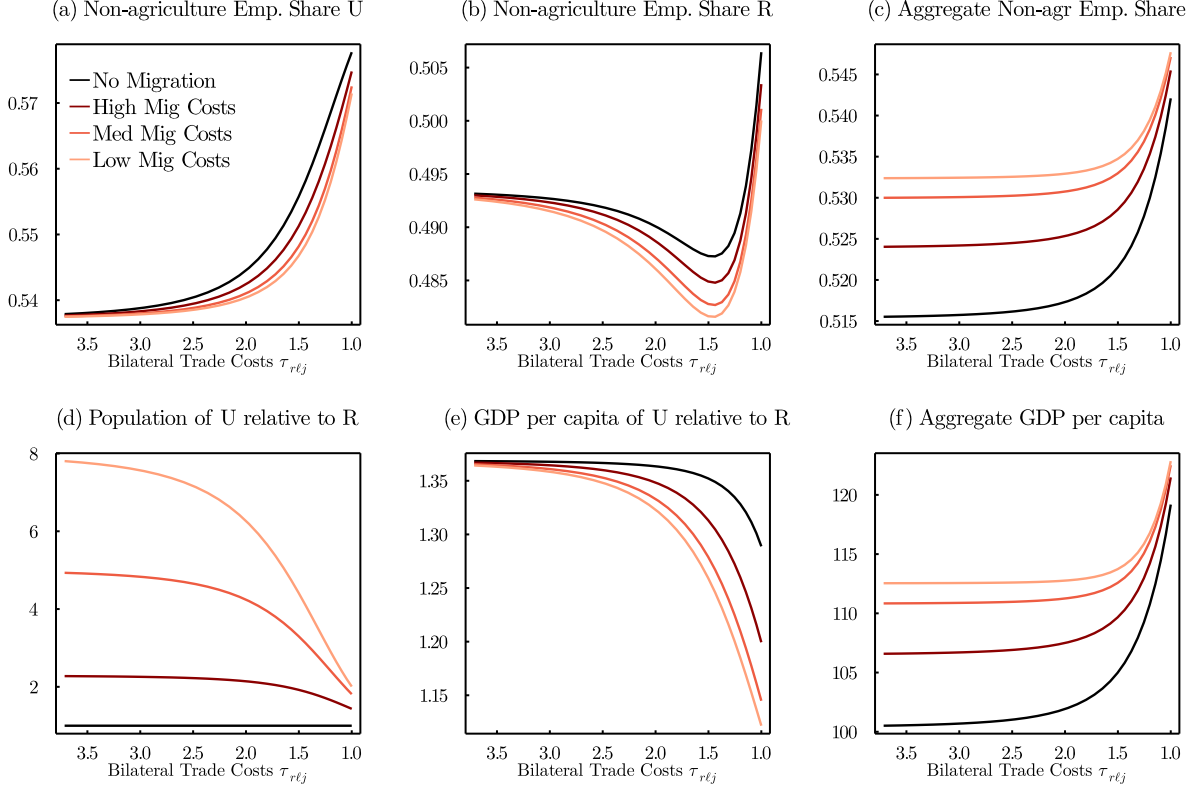 (a) Non-agriculture Emp. Share U
(b) Non-agriculture Emp. Share R
(c) Aggregate Non-agr Emp. Share
No Migration
High Mig Costs
Med Mig Costs
Low Mig Costs
0.57
0.56
0.55
0.54
3.5 3.0 2.5 2.0 1.5 1.0
Bilateral Trade Costs τrℓj
0.505
0.500
0.495
0.490
0.485
3.5 3.0 2.5 2.0 1.5 1.0
Bilateral Trade Costs τrℓj
0.545
0.540
0.535
0.530
0.525
0.520
0.515
3.5 3.0 2.5 2.0 1.5 1.0
Bilateral Trade Costs τrℓj
(d) Population of U relative to R
(e) GDP per capita of U relative to R
(f) Aggregate GDP per capita
8
6
4
2
3.5 3.0 2.5 2.0 1.5 1.0
Bilateral Trade Costs τrℓj
1.35
1.30
1.25
1.20
1.15
3.5 3.0 2.5 2.0 1.5 1.0
Bilateral Trade Costs τrℓj
120
115
110
105
100
3.5 3.0 2.5 2.0 1.5 1.0
Bilateral Trade Costs τrℓj